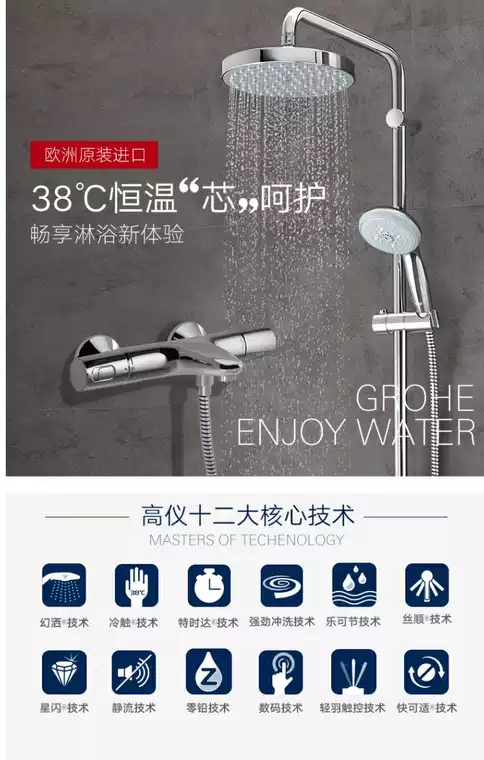 欧洲原装进口
38℃恒温“芯”呵护
畅享淋浴新体验
GROHE
ENJOY WATER
高仪十二大核心技术
MASTERS OF TECHENOLOGY
38℃
幻洒®技术 冷触®技术 特时达®技术 强劲冲洗技术 乐可节技术 丝顺®技术
Z
星闪®技术 静流技术 零铅技术 数码技术 轻羽触控技术 快可适®技术